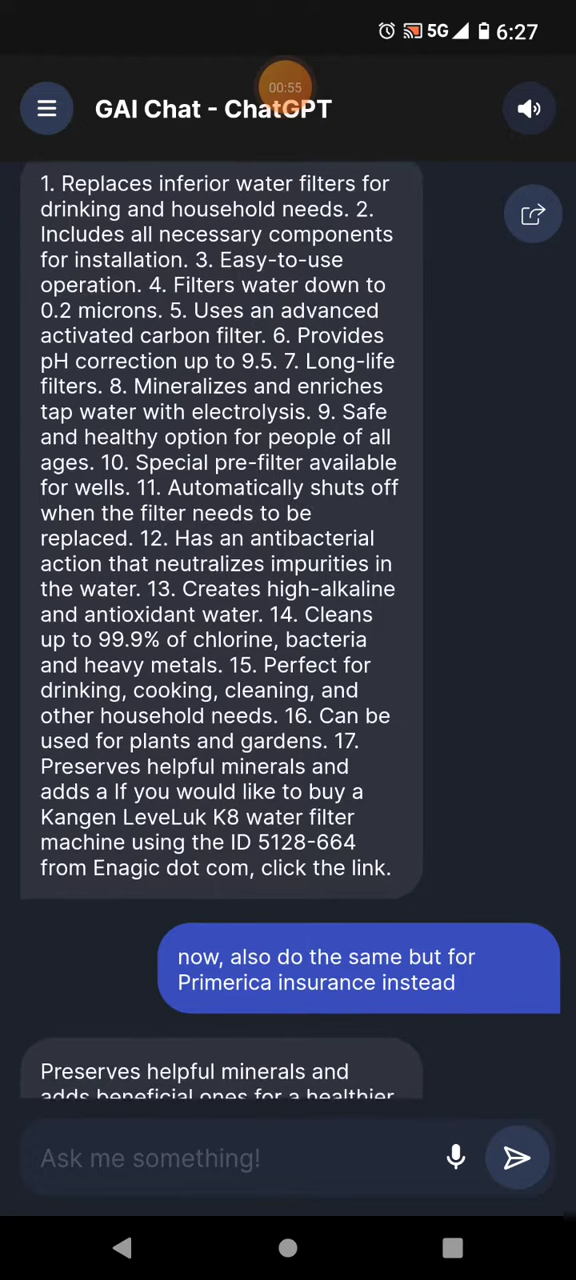 5G 6:27
00:55
GAI Chat - ChatGPT
1. Replaces inferior water filters for
drinking and household needs. 2.
Includes all necessary components
for installation. 3. Easy-to-use
operation. 4. Filters water down to
0.2 microns. 5. Uses an advanced
activated carbon filter. 6. Provides
pH correction up to 9.5. 7. Long-life
filters. 8. Mineralizes and enriches
tap water with electrolysis. 9. Safe
and healthy option for people of all
ages. 10. Special pre-filter available
for wells. 11. Automatically shuts off
when the filter needs to be
replaced. 12. Has an antibacterial
action that neutralizes impurities in
the water. 13. Creates high-alkaline
and antioxidant water. 14. Cleans
up to 99.9% of chlorine, bacteria
and heavy metals. 15. Perfect for
drinking, cooking, cleaning, and
other household needs. 16. Can be
used for plants and gardens. 17.
Preserves helpful minerals and
adds a If you would like to buy a
Kangen LeveLuk K8 water filter
machine using the ID 5128-664
from Enagic dot com, click the link.
now, also do the same but for
Primerica insurance instead
Preserves helpful minerals and
adds beneficial ones for a healthier
Ask me something!